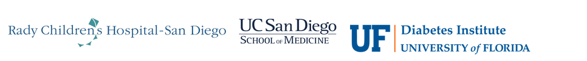 Rady Children's Hospital-San Diego
UC San Diego
SCHOOL OF MEDICINE
UF
Diabetes Institute
UNIVERSITY of FLORIDA